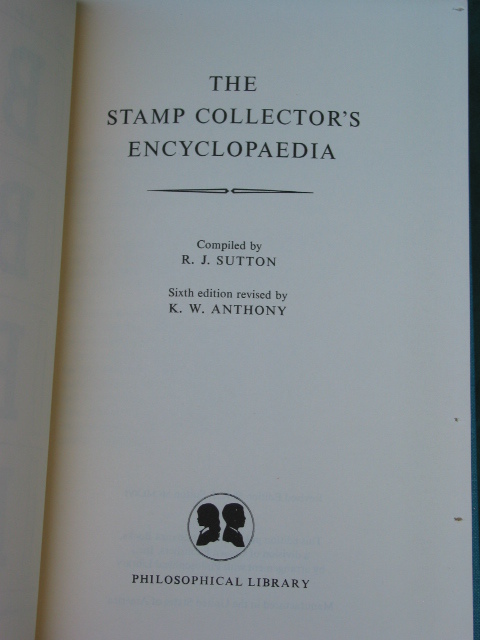 THE
STAMP COLLECTOR'S
ENCYCLOPAEDIA
Compiled by
R. J. SUTTON
Sixth edition revised by
K. W. ANTHONY
PHILOSOPHICAL LIBRARY